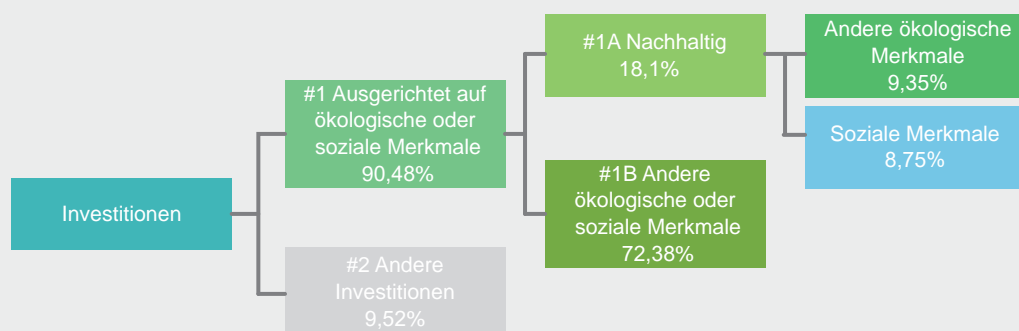 Investitionen
#1 Ausgerichtet auf
ökologische oder
soziale Merkmale
90,48%
#2 Andere
Investitionen
9,52%
#1A Nachhaltig
18,1%
#1B Andere
ökologische oder
soziale Merkmale
72,38%
Andere ökologische
Merkmale
9,35%
Soziale Merkmale
8,75%